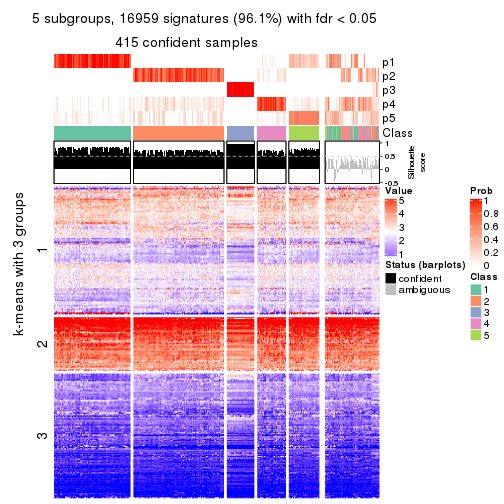 5 subgroups, 16959 signatures (96.1%) with fdr < 0.05
415 confident samples
p1
p2
p3
p4
p5
Class
1
0.5
0
-0.5
Silhouette
score
k-means with 3 groups
1
2
3
Value
5
4
3
2
1
Status (barplots)
confident
ambiguous
Prob
1
0.8
0.6
0.4
0.2
0
Class
1
2
3
4
5